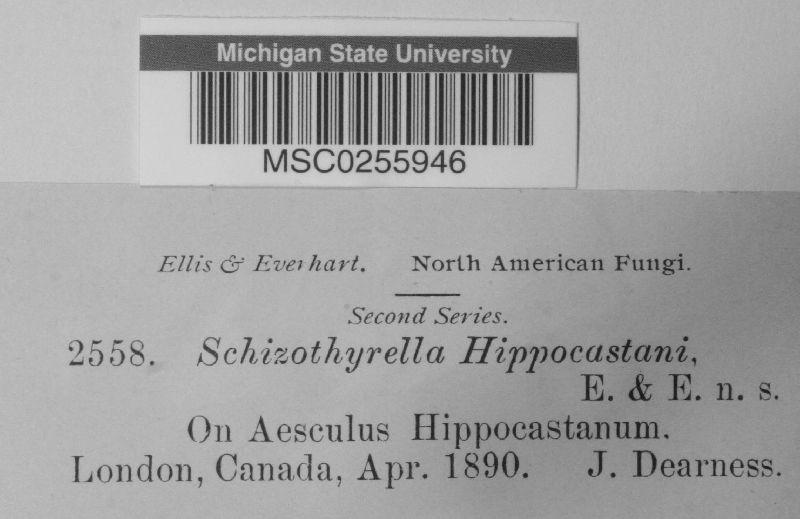 Michigan State University
MSC0255946
Ellis & Everhart. North American Fungi.
Second Series.
2558. Schizothyrella Hippocastani,
E. & E. n. s.
On Aesculus Hippocastanum.
London, Canada, Apr. 1890. J. Dearness.